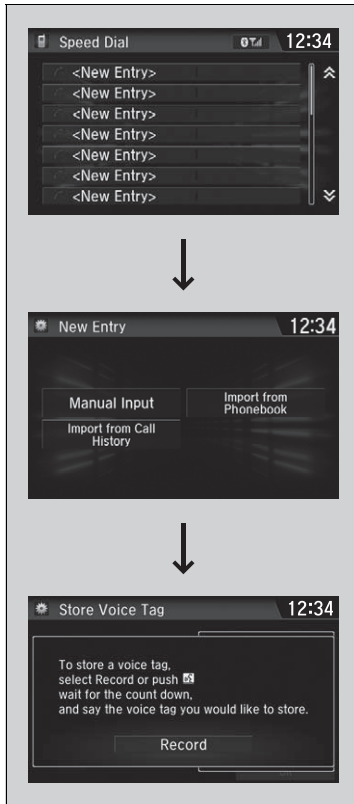 Speed Dial 12:34
<New Entry>
<New Entry>
<New Entry>
<New Entry>
<New Entry>
<New Entry>
<New Entry>
New Entry 12:34
Manual Input
Import from
Phonebook
Import from Call
History
Store Voice Tag 12:34
To store a voice tag,
select Record or push
wait for the count down,
and say the voice tag you would like to store.
Record